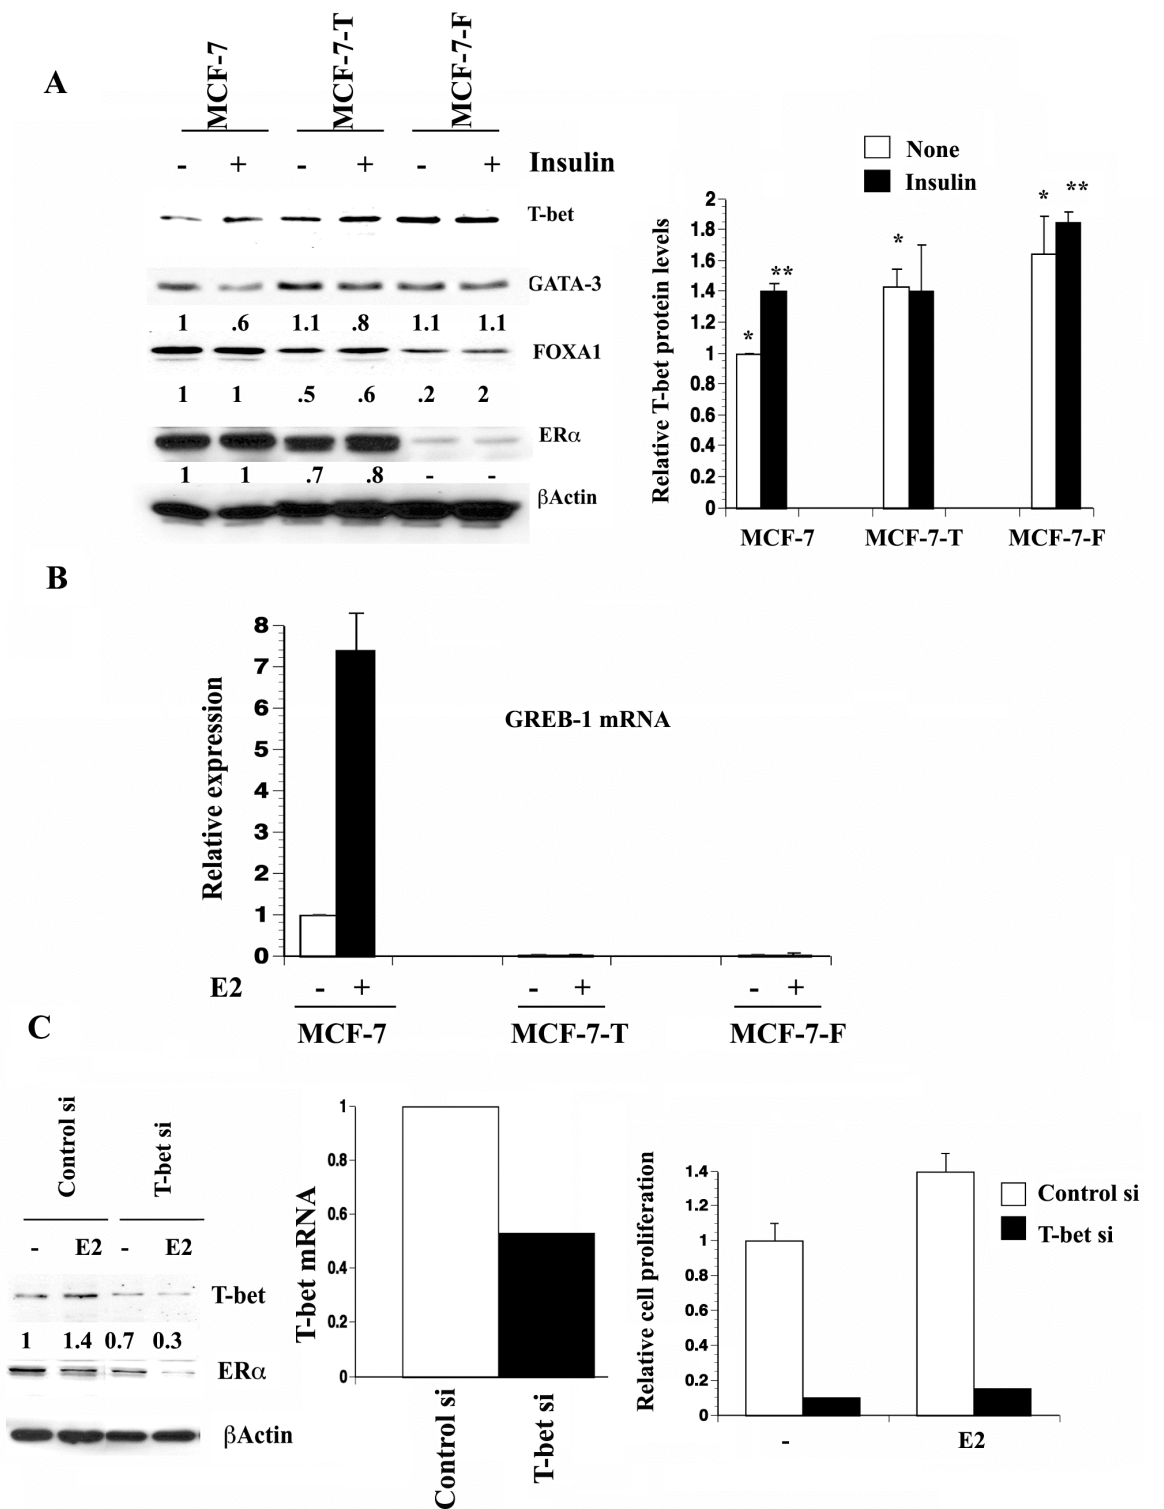 A
MCF-7
MCF-7-T
MCF-7-F
- + - + - + Insulin
T-bet
GATA-3
1 .6 1.1 .8 1.1 1.1
FOXA1
1 1 .5 .6 .2 2
ERα
1 1 .7 .8 - -
βActin
None
Insulin
Relative T-bet protein levels
2
1.8
1.6
1.4
1.2
1
0.8
0.6
0.4
0.2
0
* **
*
* **
MCF-7 MCF-7-T MCF-7-F
B
Relative expression
8
7
6
5
4
3
2
1
0
GREB-1 mRNA
E2 - + - + - +
MCF-7 MCF-7-T MCF-7-F
C
Control si
T-bet si
- E2 - E2
T-bet
1 1.4 0.7 0.3
ERα
βActin
T-bet mRNA
1
0.8
0.6
0.4
0.2
0
Control si
T-bet si
Relative cell proliferation
1.4
1.2
1
0.8
0.6
0.4
0.2
0
- E2
Control si
T-bet si